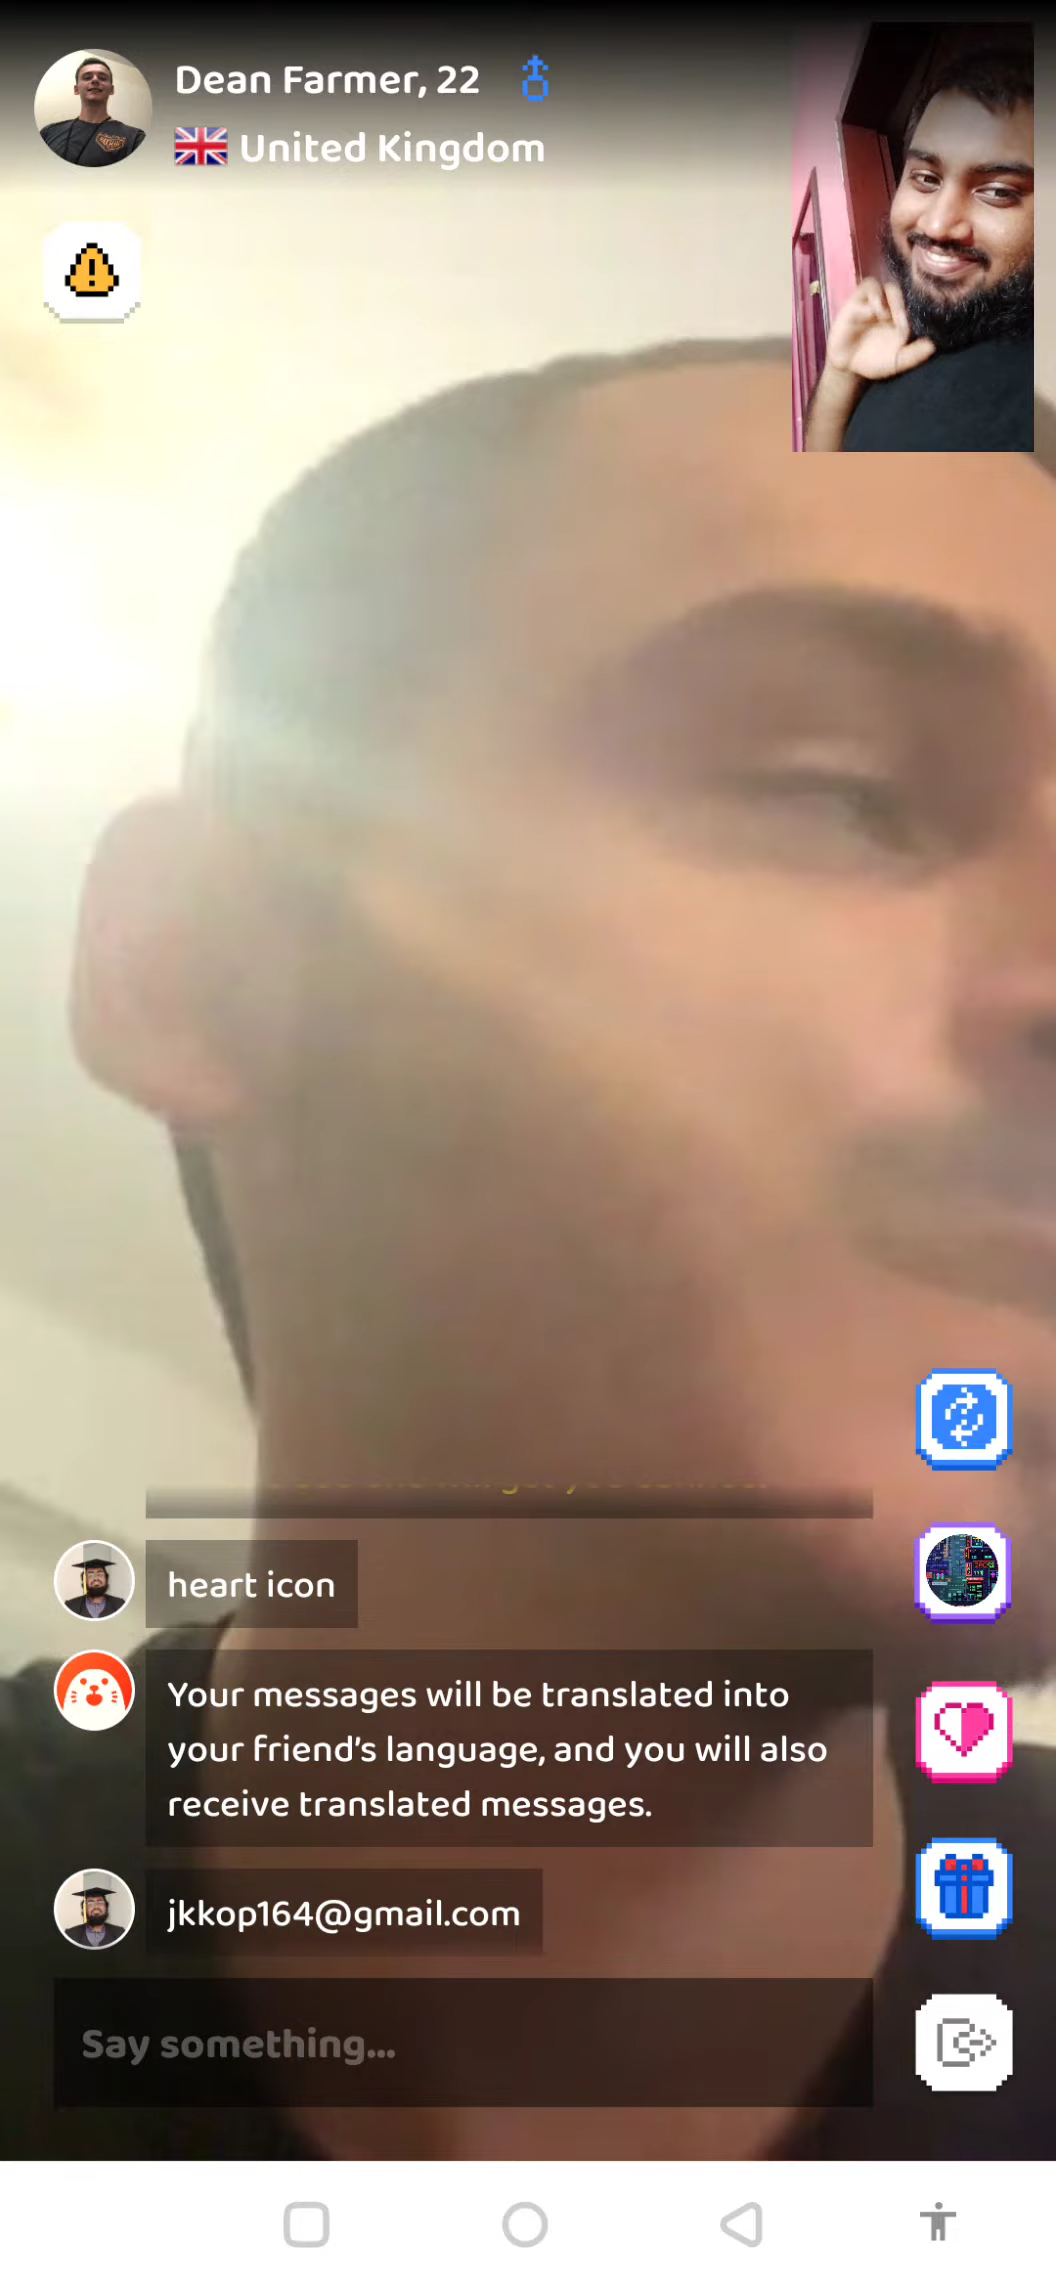 Dean Farmer, 22
United Kingdom
heart icon
Your messages will be translated into
your friend's language, and you will also
receive translated messages.
jkkop164@gmail.com
Say something...